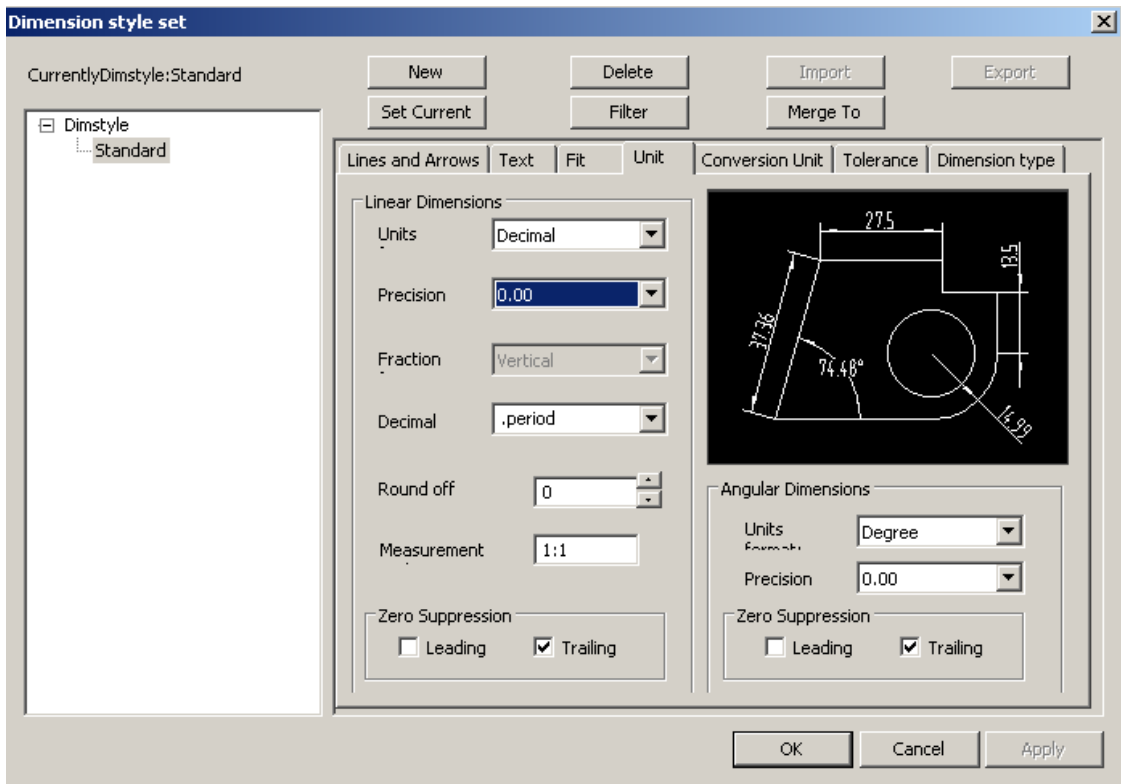 Dimension style set
CurrentlyDimstyle:Standard
New
Delete
Import
Export
Set Current
Filter
Merge To
Dimstyle
Standard
Lines and Arrows
Text
Fit
Unit
Conversion Unit
Tolerance
Dimension type
Linear Dimensions
Units
Decimal
Precision
0.00
Fraction
Vertical
Decimal
.period
Round off
0
Measurement
1:1
Zero Suppression
Leading
Trailing
27.5
13.5
37.36
74.48°
14.99
Angular Dimensions
Units
Degree
Precision
0.00
Zero Suppression
Leading
Trailing
OK
Cancel
Apply